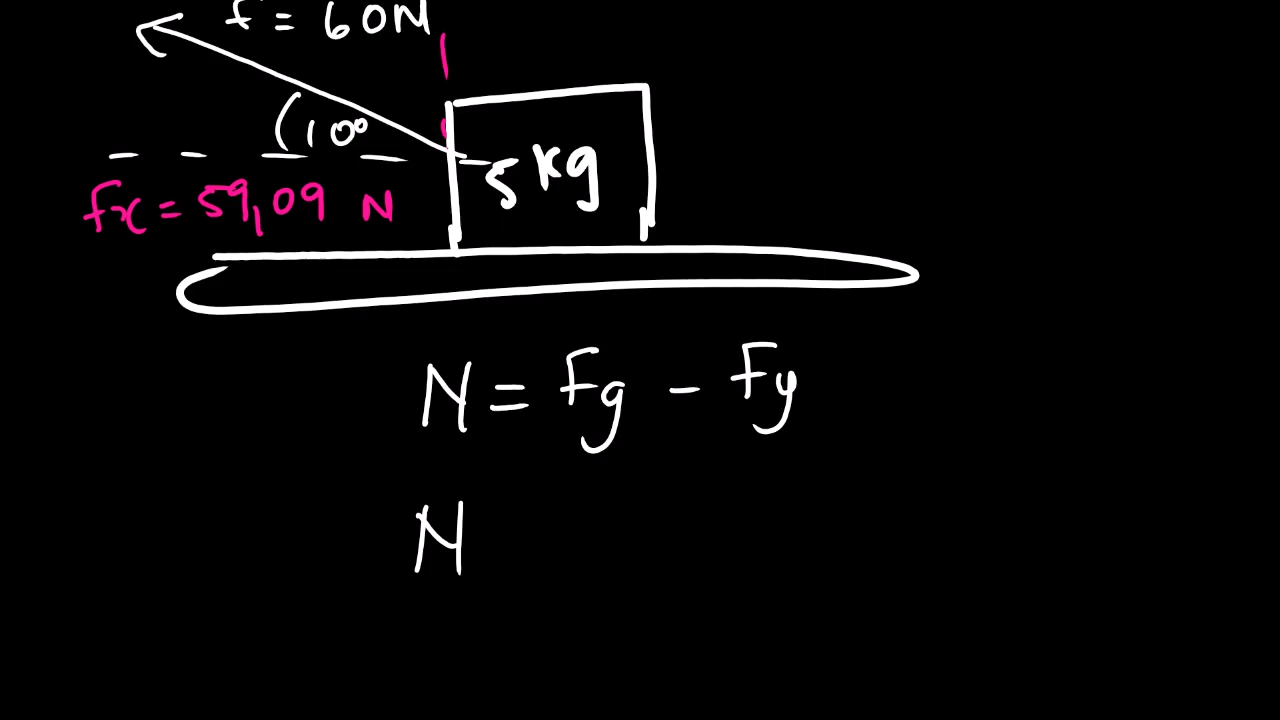 F = 60N
10°
5kg
Fx = 59,09 N
N = Fg - Fy
N